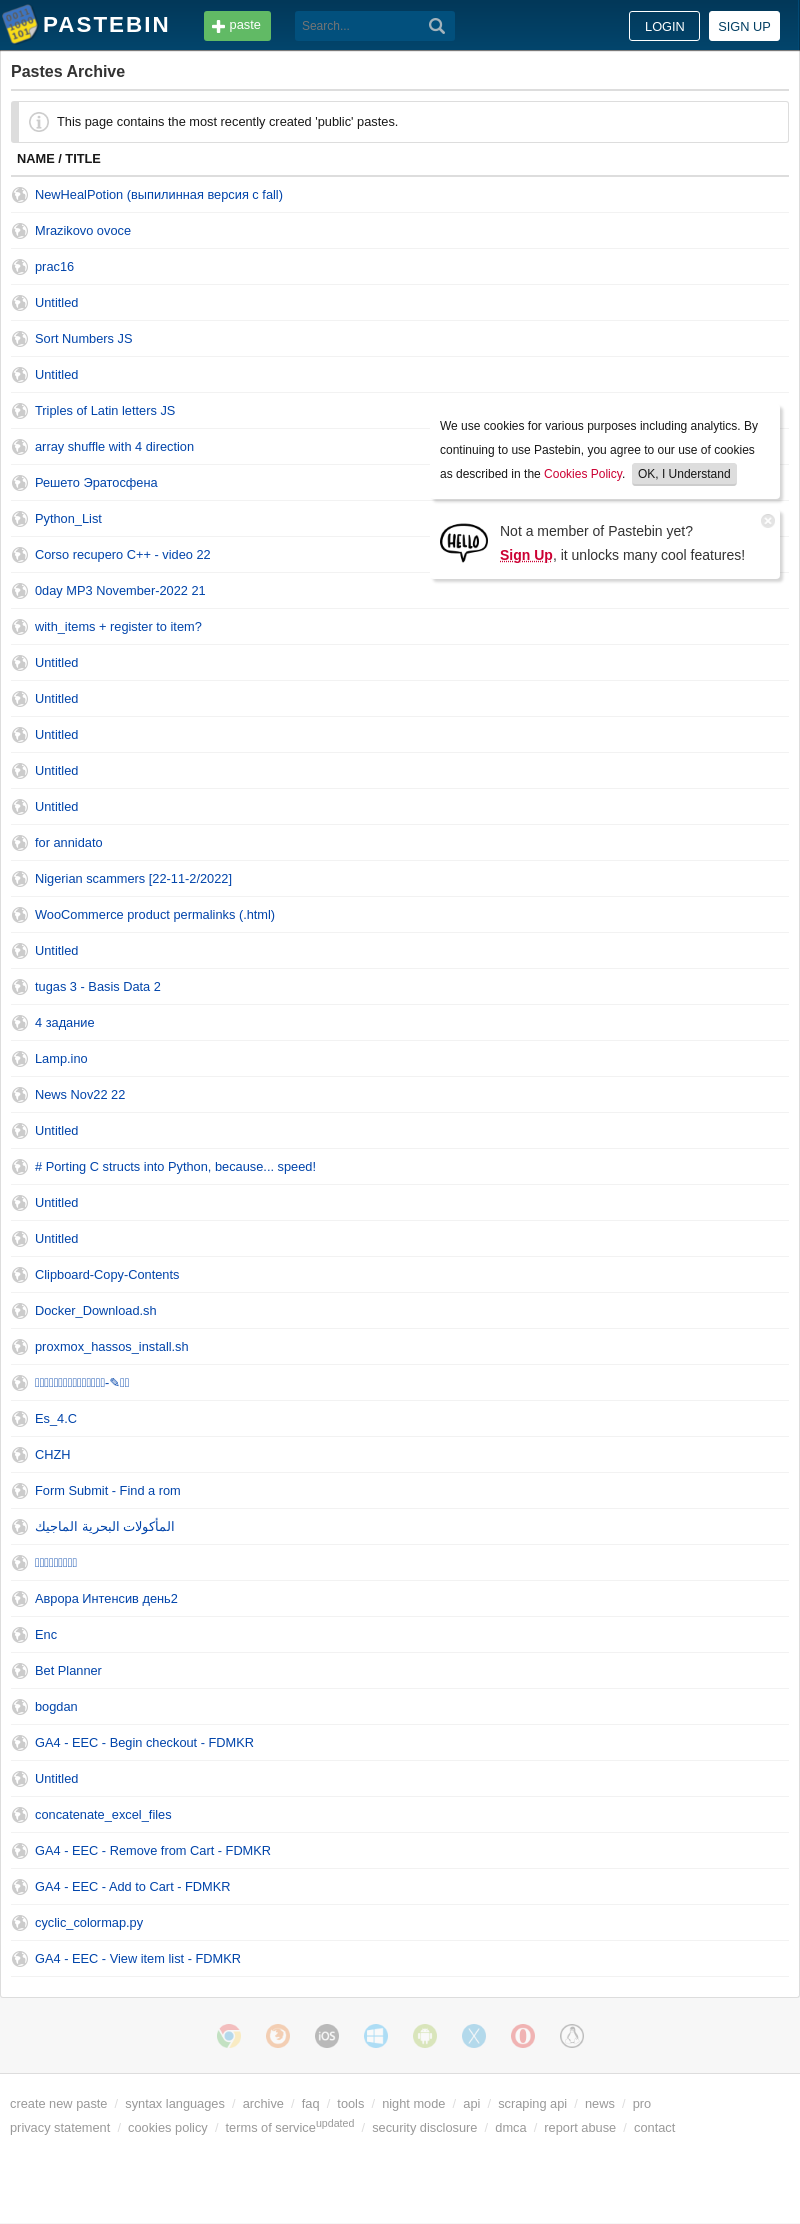 PASTEBIN
paste
Search...
LOGIN
SIGN UP
Pastes Archive
This page contains the most recently created 'public' pastes.
NAME / TITLE
NewHealPotion (выпилинная версия с fall)
Mrazikovo ovoce
prac16
Untitled
Sort Numbers JS
Untitled
Triples of Latin letters JS
array shuffle with 4 direction
Решето Эратосфена
Python_List
Corso recupero C++ - video 22
0day MP3 November-2022 21
We use cookies for various purposes including analytics. By
continuing to use Pastebin, you agree to our use of cookies
as described in the Cookies Policy. OK, I Understand
HELLO
Not a member of Pastebin yet?
Sign Up, it unlocks many cool features!
with_items + register to item?
Untitled
Untitled
Untitled
Untitled
Untitled
for annidato
Nigerian scammers [22-11-2/2022]
WooCommerce product permalinks (.html)
Untitled
tugas 3 - Basis Data 2
4 задание
Lamp.ino
News Nov22 22
Untitled
# Porting C structs into Python, because... speed!
Untitled
Untitled
Clipboard-Copy-Contents
Docker_Download.sh
proxmox_hassos_install.sh
Es_4.C
CHZH
Form Submit - Find a rom
المأكولات البحرية الماجيك
Аврора Интенсив день2
Enc
Bet Planner
bogdan
GA4 - EEC - Begin checkout - FDMKR
Untitled
concatenate_excel_files
GA4 - EEC - Remove from Cart - FDMKR
GA4 - EEC - Add to Cart - FDMKR
cyclic_colormap.py
GA4 - EEC - View item list - FDMKR
iOS
create new paste / syntax languages / archive / faq / tools / night mode / api / scraping api / news / pro
privacy statement / cookies policy / terms of service updated / security disclosure / dmca / report abuse / contact